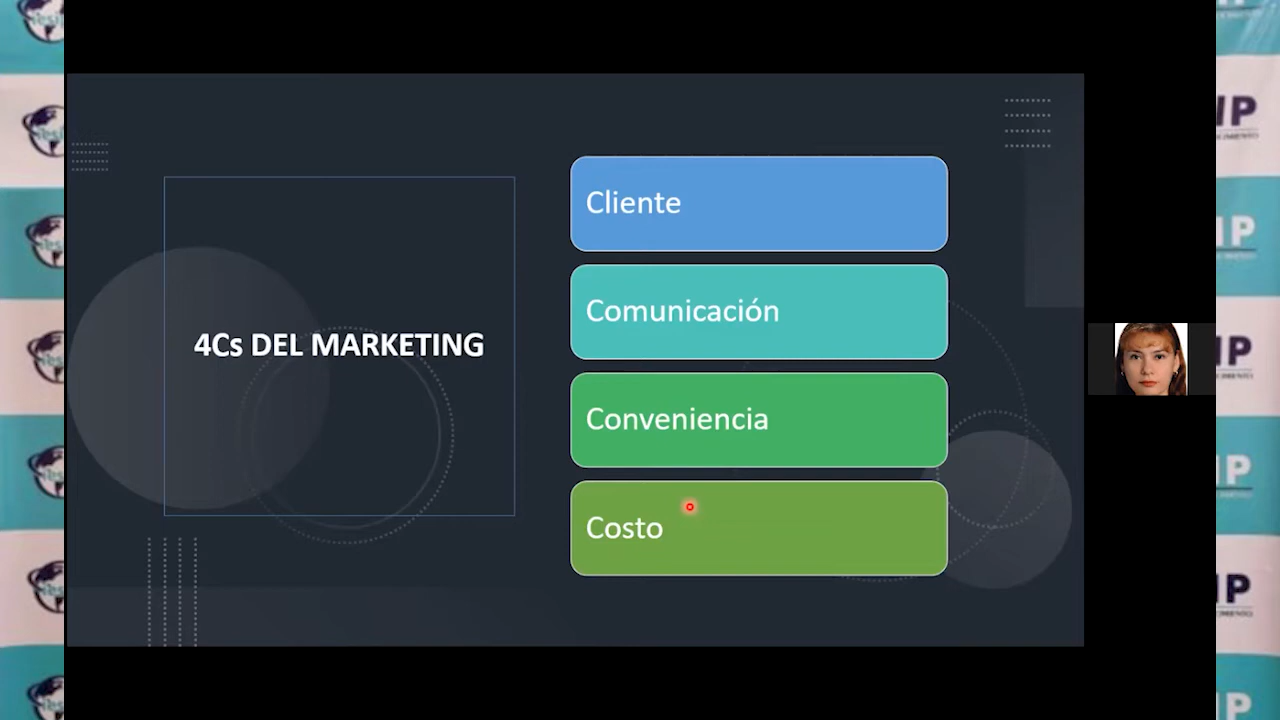 4Cs DEL MARKETING
Cliente
Comunicación
Conveniencia
Costo